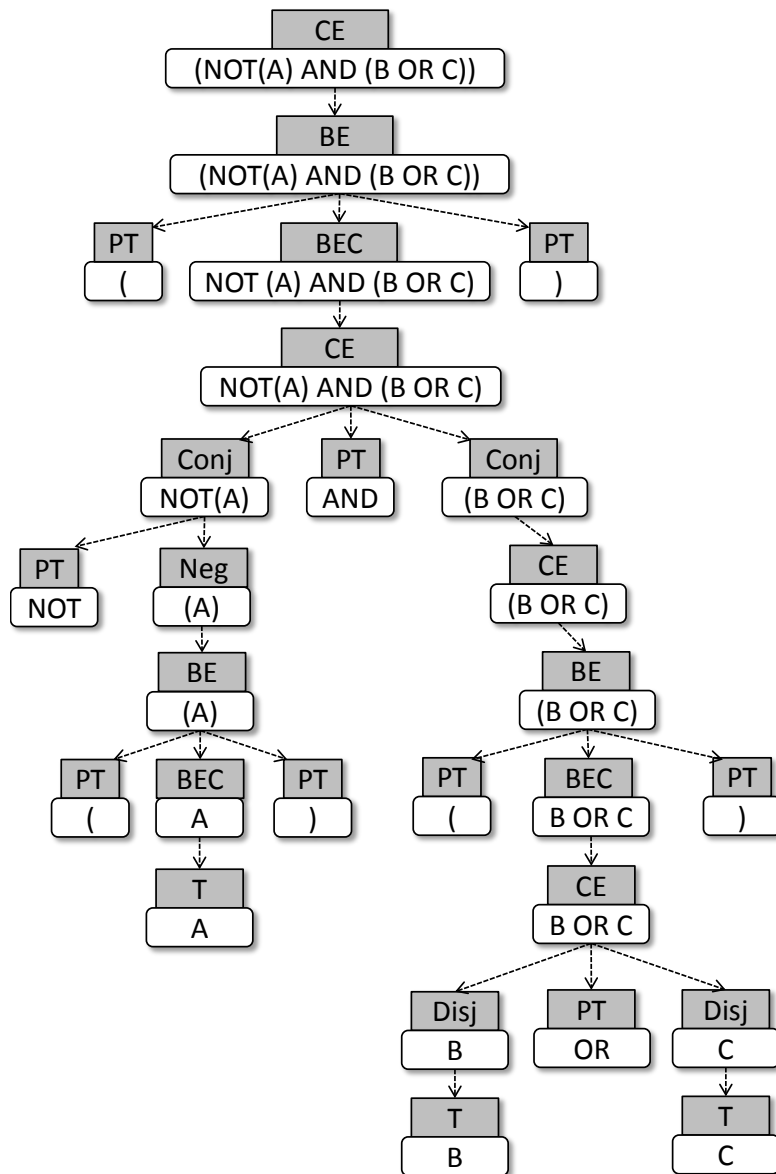 CE
(NOT(A) AND (B OR C))
BE
(NOT(A) AND (B OR C))
PT
(
BEC
NOT (A) AND (B OR C)
PT
)
CE
NOT(A) AND (B OR C)
Conj
NOT(A)
PT
AND
Conj
(B OR C)
PT
NOT
Neg
(A)
CE
(B OR C)
BE
(A)
BE
(B OR C)
PT
(
BEC
A
PT
)
PT
(
BEC
B OR C
PT
)
T
A
CE
B OR C
Disj
B
PT
OR
Disj
C
T
B
T
C